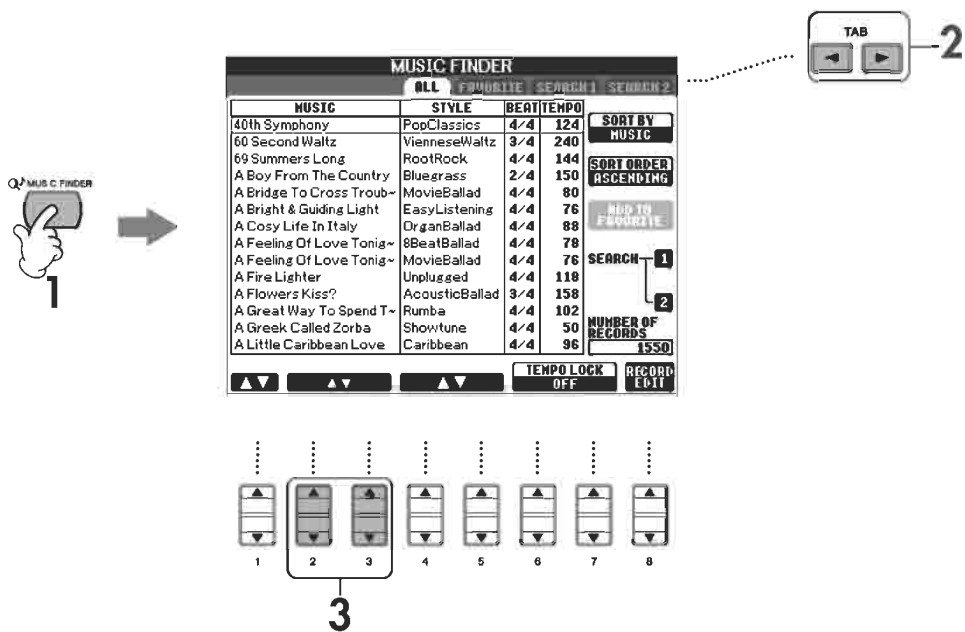 TAB
2
MUSIC FINDER
ALL FAVORITE SEARCH 1 SEARCH 2
MUSIC STYLE BEAT TEMPO
40th Symphony PopClassics 4/4 124
60 Second Waltz VienneseWaltz 3/4 240
69 Summers Long RootRock 4/4 144
A Boy From The Country Bluegrass 2/4 150
A Bridge To Cross Troub~ MovieBallad 4/4 80
A Bright & Guiding Light EasyListening 4/4 76
A Cosy Life In Italy OrganBallad 4/4 88
A Feeling Of Love Tonig~ 8BeatBallad 4/4 78
A Feeling Of Love Tonig~ MovieBallad 4/4 76
A Fire Lighter Unplugged 4/4 118
A Flowers Kiss? AcousticBallad 3/4 158
A Great Way To Spend T~ Rumba 4/4 102
A Greek Called Zorba Showtune 4/4 50
A Little Caribbean Love Caribbean 4/4 96
SORT BY
MUSIC
SORT ORDER
ASCENDING
ADD TO
FAVORITE
SEARCH 1
2
NUMBER OF
RECORDS
1550
TEMPO LOCK
OFF
RECORD
EDIT
MUS C FINDER
1
1 2 3 4 5 6 7 8
3